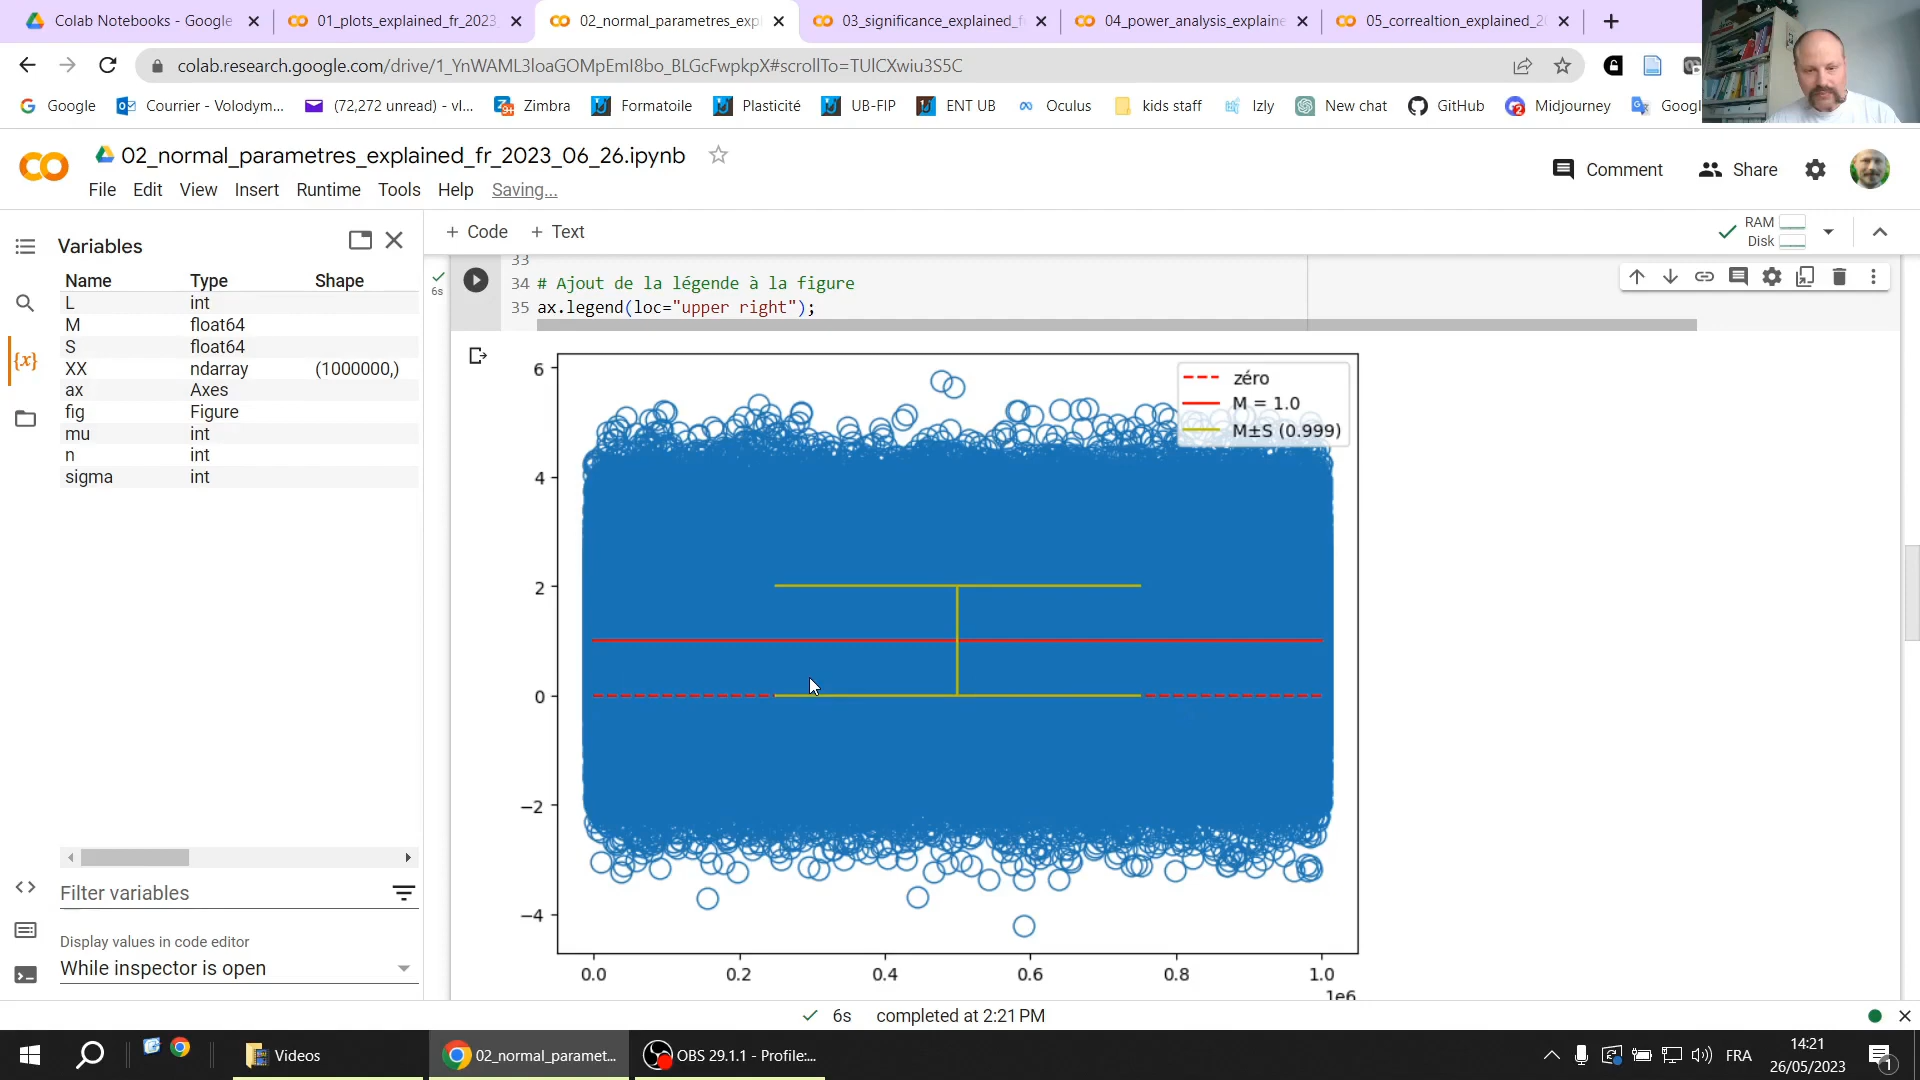 Colab Notebooks - Google
01_plots_explained_fr_2023
02_normal_parametres_exp
03_significance_explained_f
04_power_analysis_explaine
05_correaltion_explained_2
colab.research.google.com/drive/1_YnWAML3loaGOMpEmI8bo_BLGcFwpkpX#scrollTo=TUlCXwiu3S5C
Google
Courrier - Volodym...
(72,272 unread) - vl...
Zimbra
Formatoile
Plasticité
UB-FIP
ENT UB
Oculus
kids staff
Izly
New chat
GitHub
Midjourney
Googl
02_normal_parametres_explained_fr_2023_06_26.ipynb
File Edit View Insert Runtime Tools Help Saving...
Comment
Share
+ Code + Text
RAM
Disk
Variables
Name Type Shape
L int
M float64
S float64
XX ndarray (1000000,)
ax Axes
fig Figure
mu int
n int
sigma int
Filter variables
Display values in code editor
While inspector is open
{x}
6s
33
34 # Ajout de la légende à la figure
35 ax.legend(loc="upper right");
6
4
2
0
−2
−4
zéro
M = 1.0
M±S (0.999)
0.0 0.2 0.4 0.6 0.8 1.0
1e6
6s completed at 2:21 PM
Videos
02_normal_paramet...
OBS 29.1.1 - Profile:...
FRA
14:21
26/05/2023
1